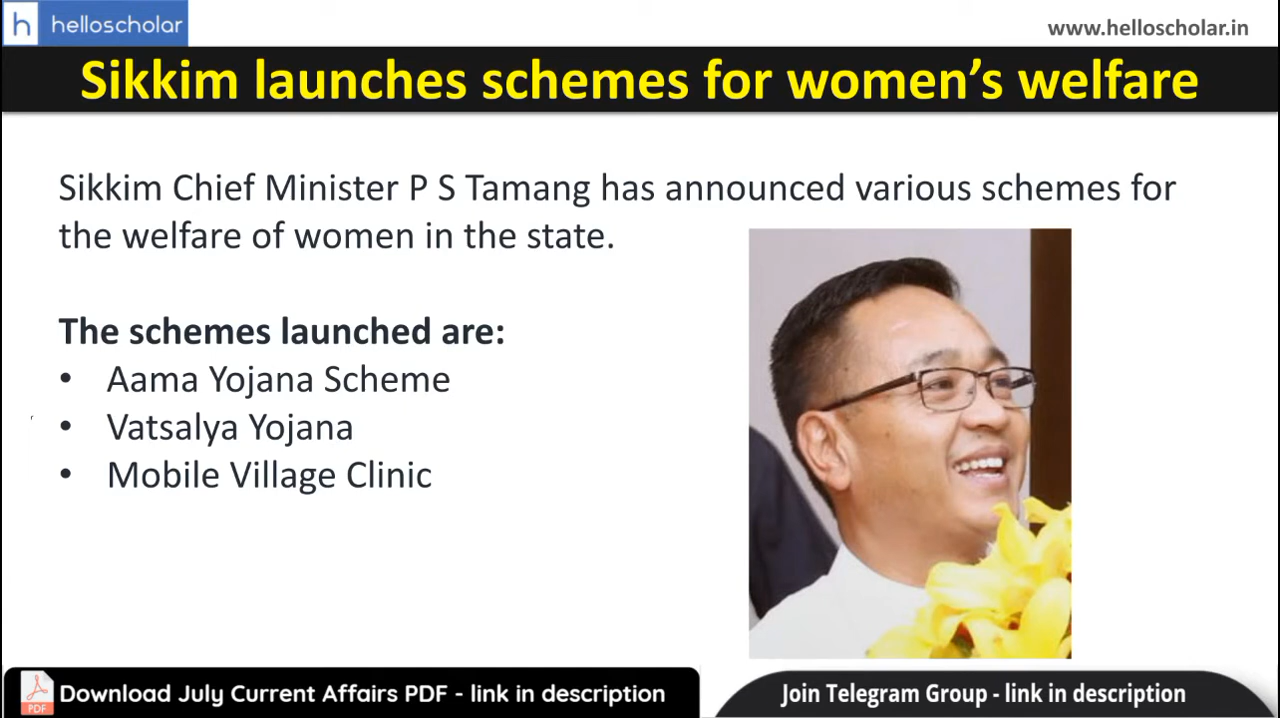 h helloscholar
www.helloscholar.in
Sikkim launches schemes for women’s welfare
Sikkim Chief Minister P S Tamang has announced various schemes for
the welfare of women in the state.
The schemes launched are:
• Aama Yojana Scheme
• Vatsalya Yojana
• Mobile Village Clinic
PDF Download July Current Affairs PDF - link in description
Join Telegram Group - link in description